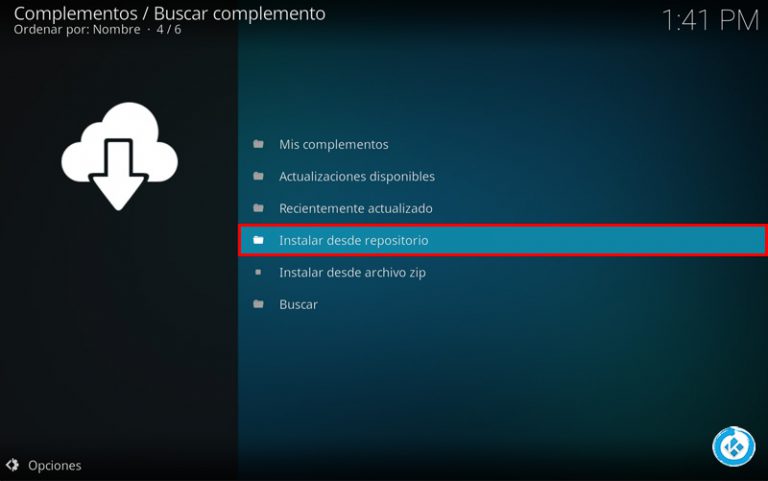 Complementos / Buscar complemento
Ordenar por: Nombre · 4 / 6
1:41 PM
Mis complementos
Actualizaciones disponibles
Recientemente actualizado
Instalar desde repositorio
Instalar desde archivo zip
Buscar
Opciones